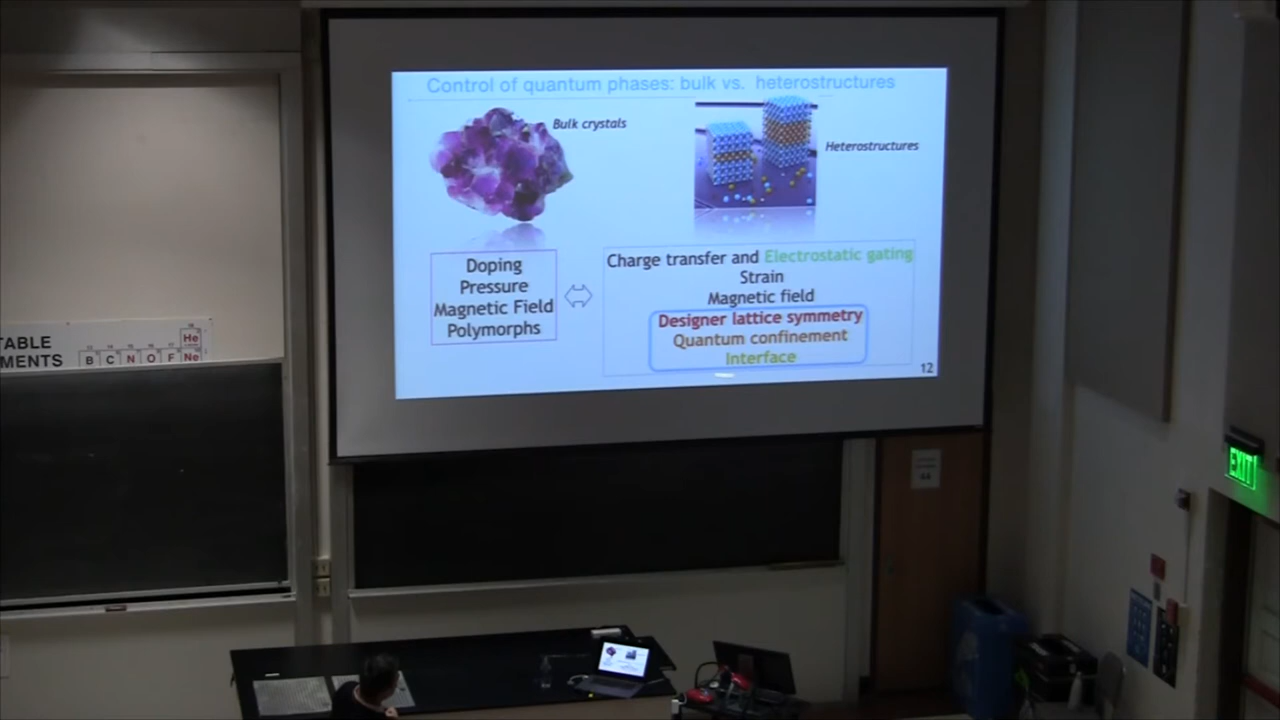 Control of quantum phases: bulk vs. heterostructures
Bulk crystals
Heterostructures
Doping
Pressure
Magnetic Field
Polymorphs
Charge transfer and Electrostatic gating
Strain
Magnetic field
Designer lattice symmetry
Quantum confinement
Interface
12
TABLE
MENTS
He
B C N O F Ne
EXIT